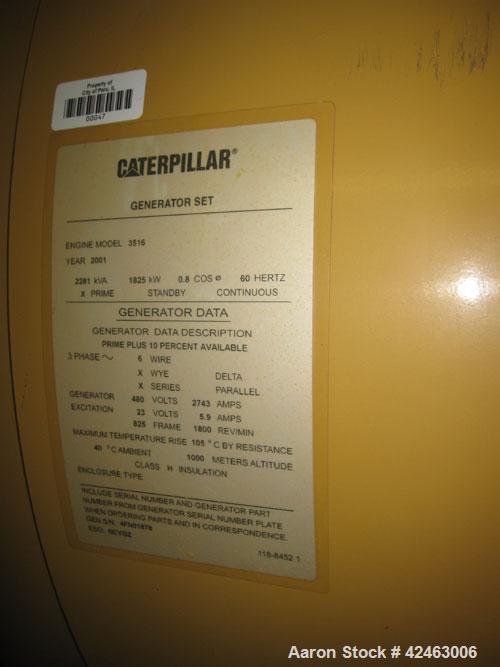 Property of
City of Peru, IL
00047
CATERPILLAR®
GENERATOR SET
ENGINE MODEL 3516
YEAR 2001
2281 kVA 1825 kW 0.8 COS ø 60 HERTZ
X PRIME STANDBY CONTINUOUS
GENERATOR DATA
GENERATOR DATA DESCRIPTION
PRIME PLUS 10 PERCENT AVAILABLE
3 PHASE ~ 6 WIRE
X WYE DELTA
X SERIES PARALLEL
GENERATOR 480 VOLTS 2743 AMPS
EXCITATION 23 VOLTS 5.9 AMPS
825 FRAME 1800 REV/MIN
MAXIMUM TEMPERATURE RISE 105 °C BY RESISTANCE
40 °C AMBIENT 1000 METERS ALTITUDE
CLASS H INSULATION
ENCLOSURE TYPE
INCLUDE SERIAL NUMBER AND GENERATOR PART
NUMBER FROM GENERATOR SERIAL NUMBER PLATE
WHEN ORDERING PARTS AND IN CORRESPONDENCE.
GEN S/N:
ESO:
118-8452 1
Aaron Stock # 42463006